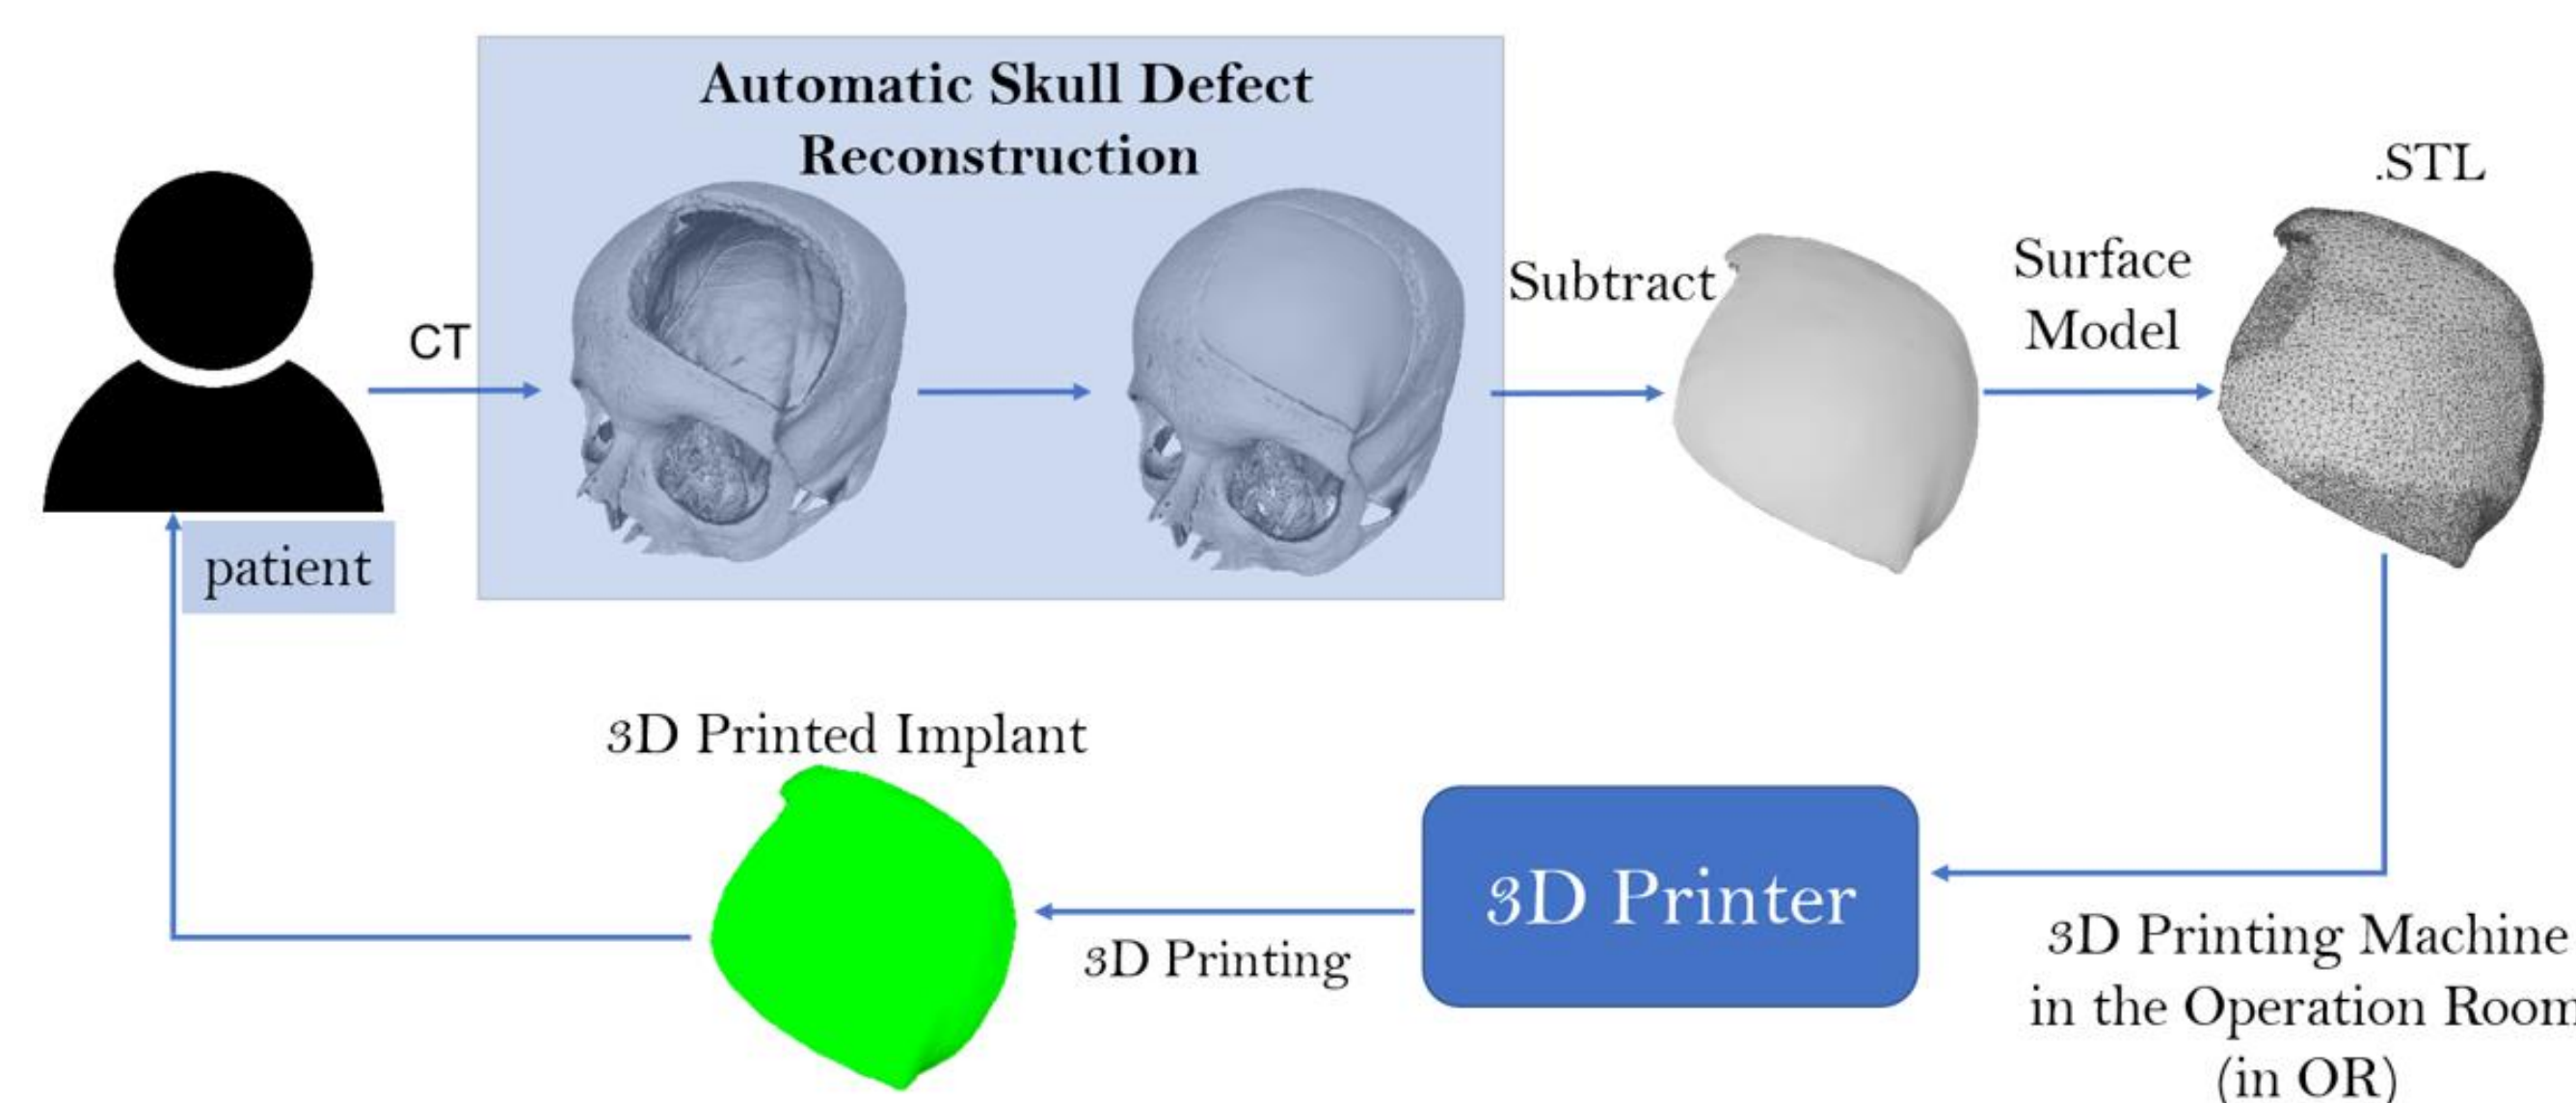 Automatic Skull Defect
Reconstruction
.STL
CT
Subtract
Surface
Model
patient
3D Printed Implant
3D Printer
3D Printing
3D Printing Machine
in the Operation Room
(in OR)